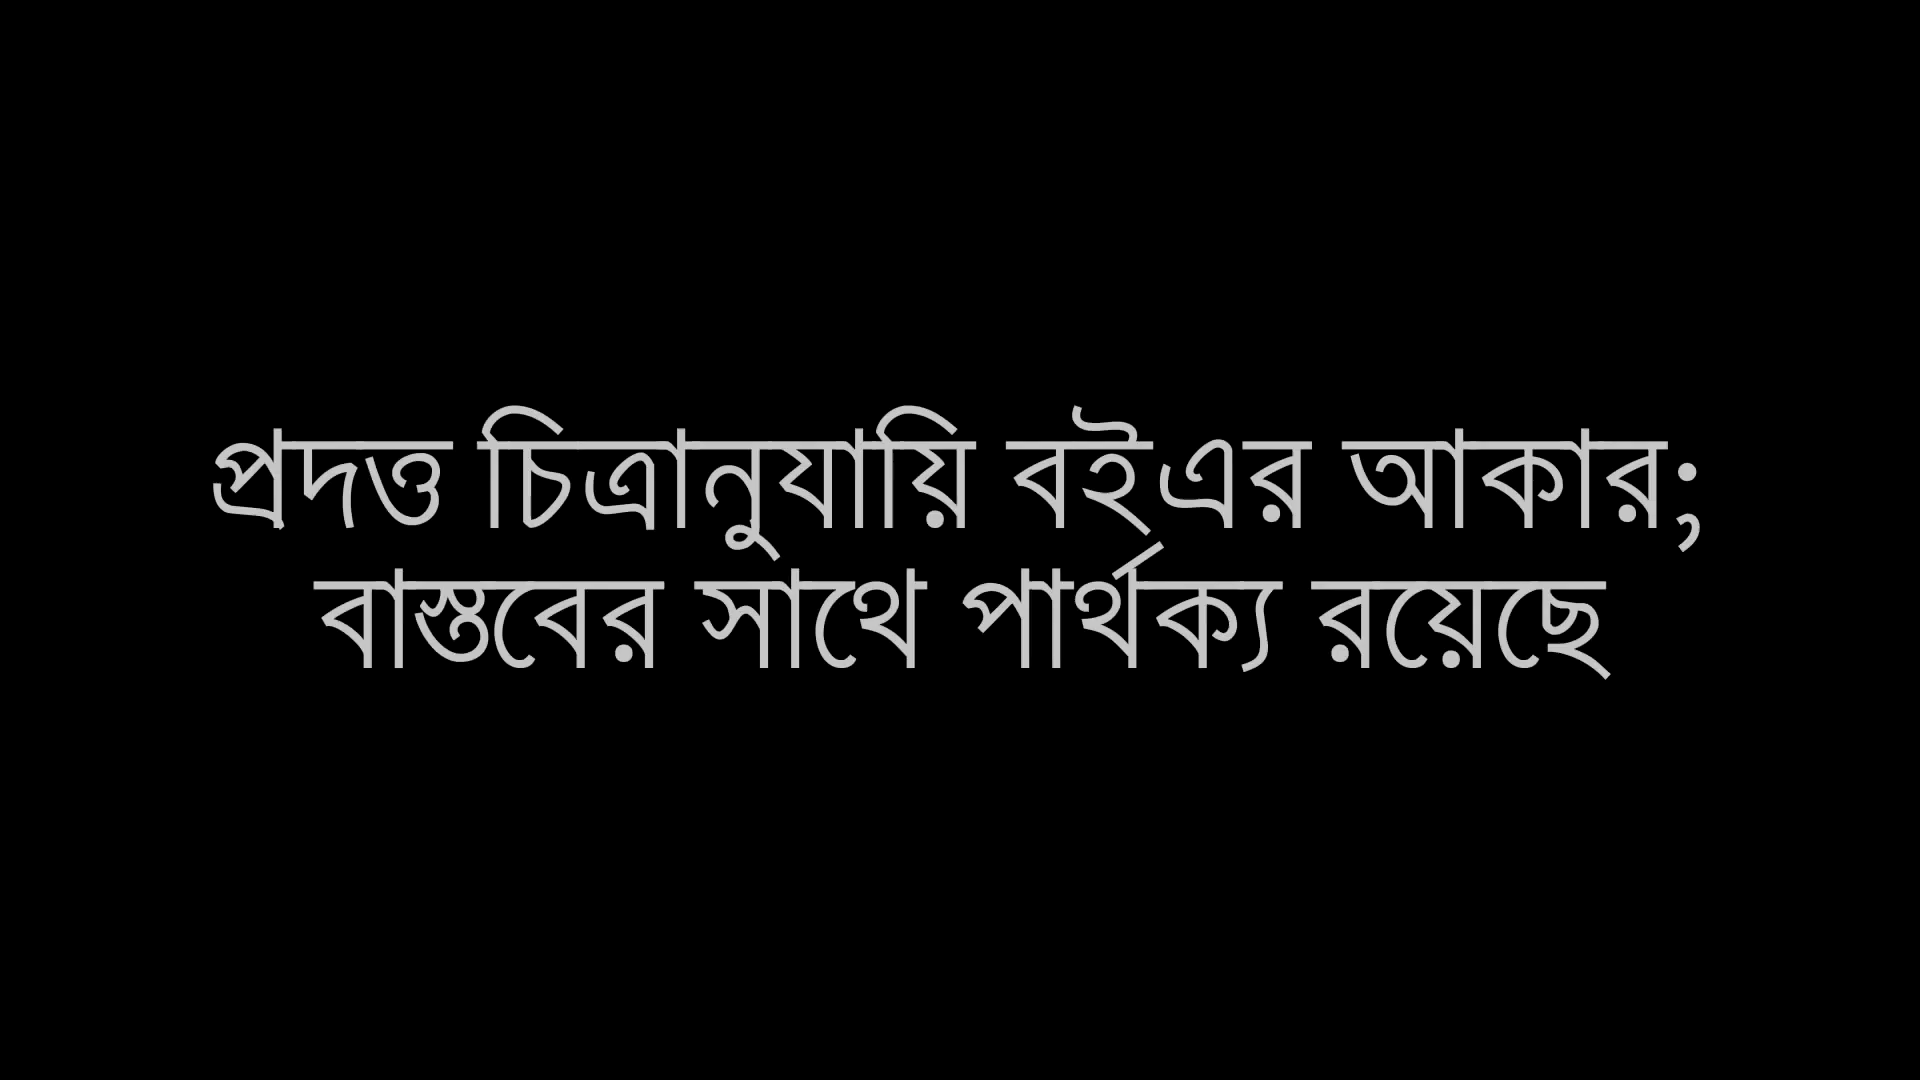 প্রদত্ত চিত্রানুযায়ি বইএর আকার;
বাস্তবের সাথে পার্থক্য রয়েছে